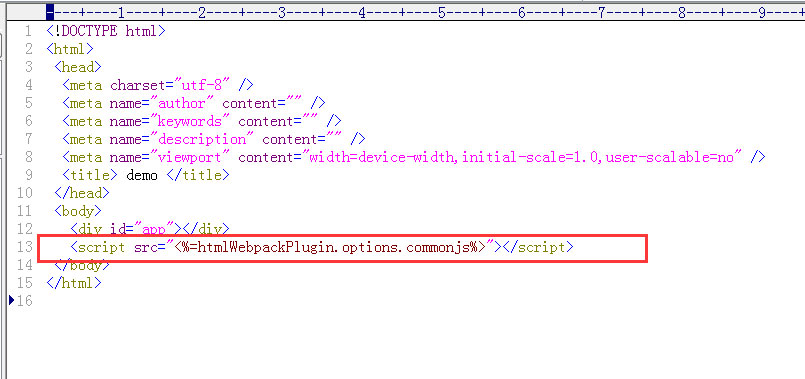 ----+----1----+----2----+----3----+----4----+----5----+----6----+----7----+----8----+----9----+
1 <!DOCTYPE html>
2 <html>
3 <head>
4 <meta charset="utf-8" />
5 <meta name="author" content="" />
6 <meta name="keywords" content="" />
7 <meta name="description" content="" />
8 <meta name="viewport" content="width=device-width,initial-scale=1.0,user-scalable=no" />
9 <title> demo </title>
10 </head>
11 <body>
12 <div id="app"></div>
13 <script src="<%=htmlWebpackPlugin.options.commonjs%>"></script>
14 </body>
15 </html>
16